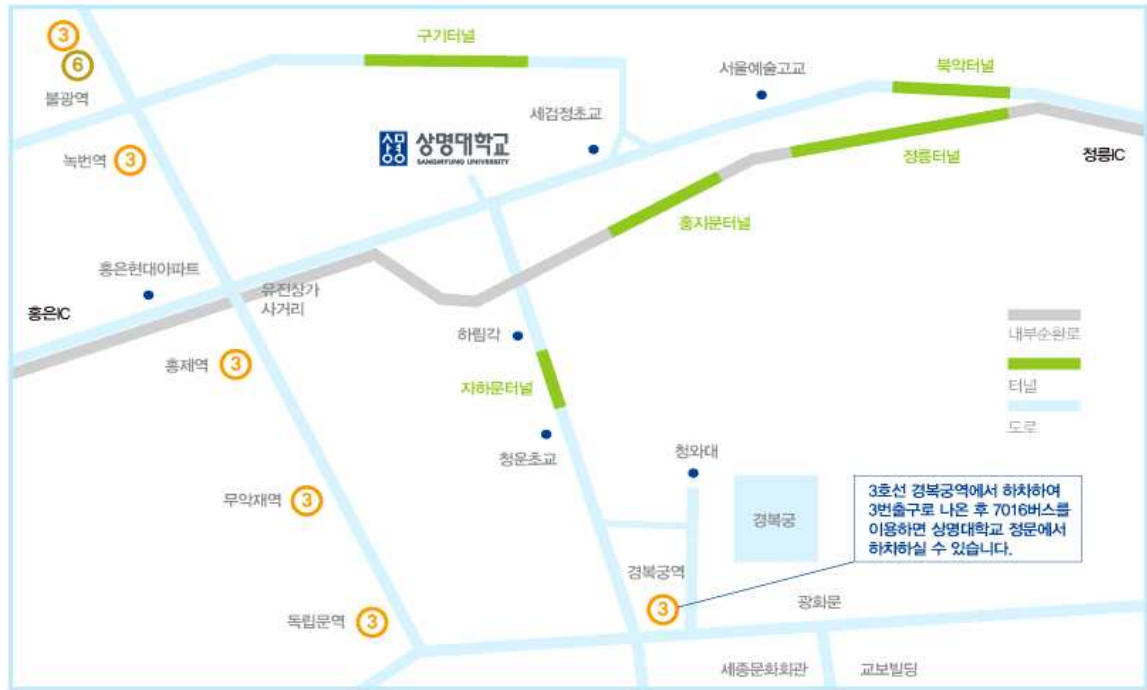 3
6
불광역
구기터널
서울예술고교
북악터널
세검정초교
상명
상명대학교
SANGMYUNG UNIVERSITY
녹번역
3
정릉터널
정릉IC
홍지문터널
홍은현대아파트
유진상가
사거리
홍은IC
하림각
내부순환로
홍제역
3
터널
자하문터널
도로
청운초교
청와대
무악재역
3
경복궁
3호선 경복궁역에서 하차하여
3번출구로 나온 후 7016버스를
이용하면 상명대학교 정문에서
하차하실 수 있습니다.
경복궁역
3
광화문
독립문역
3
세종문화회관
교보빌딩